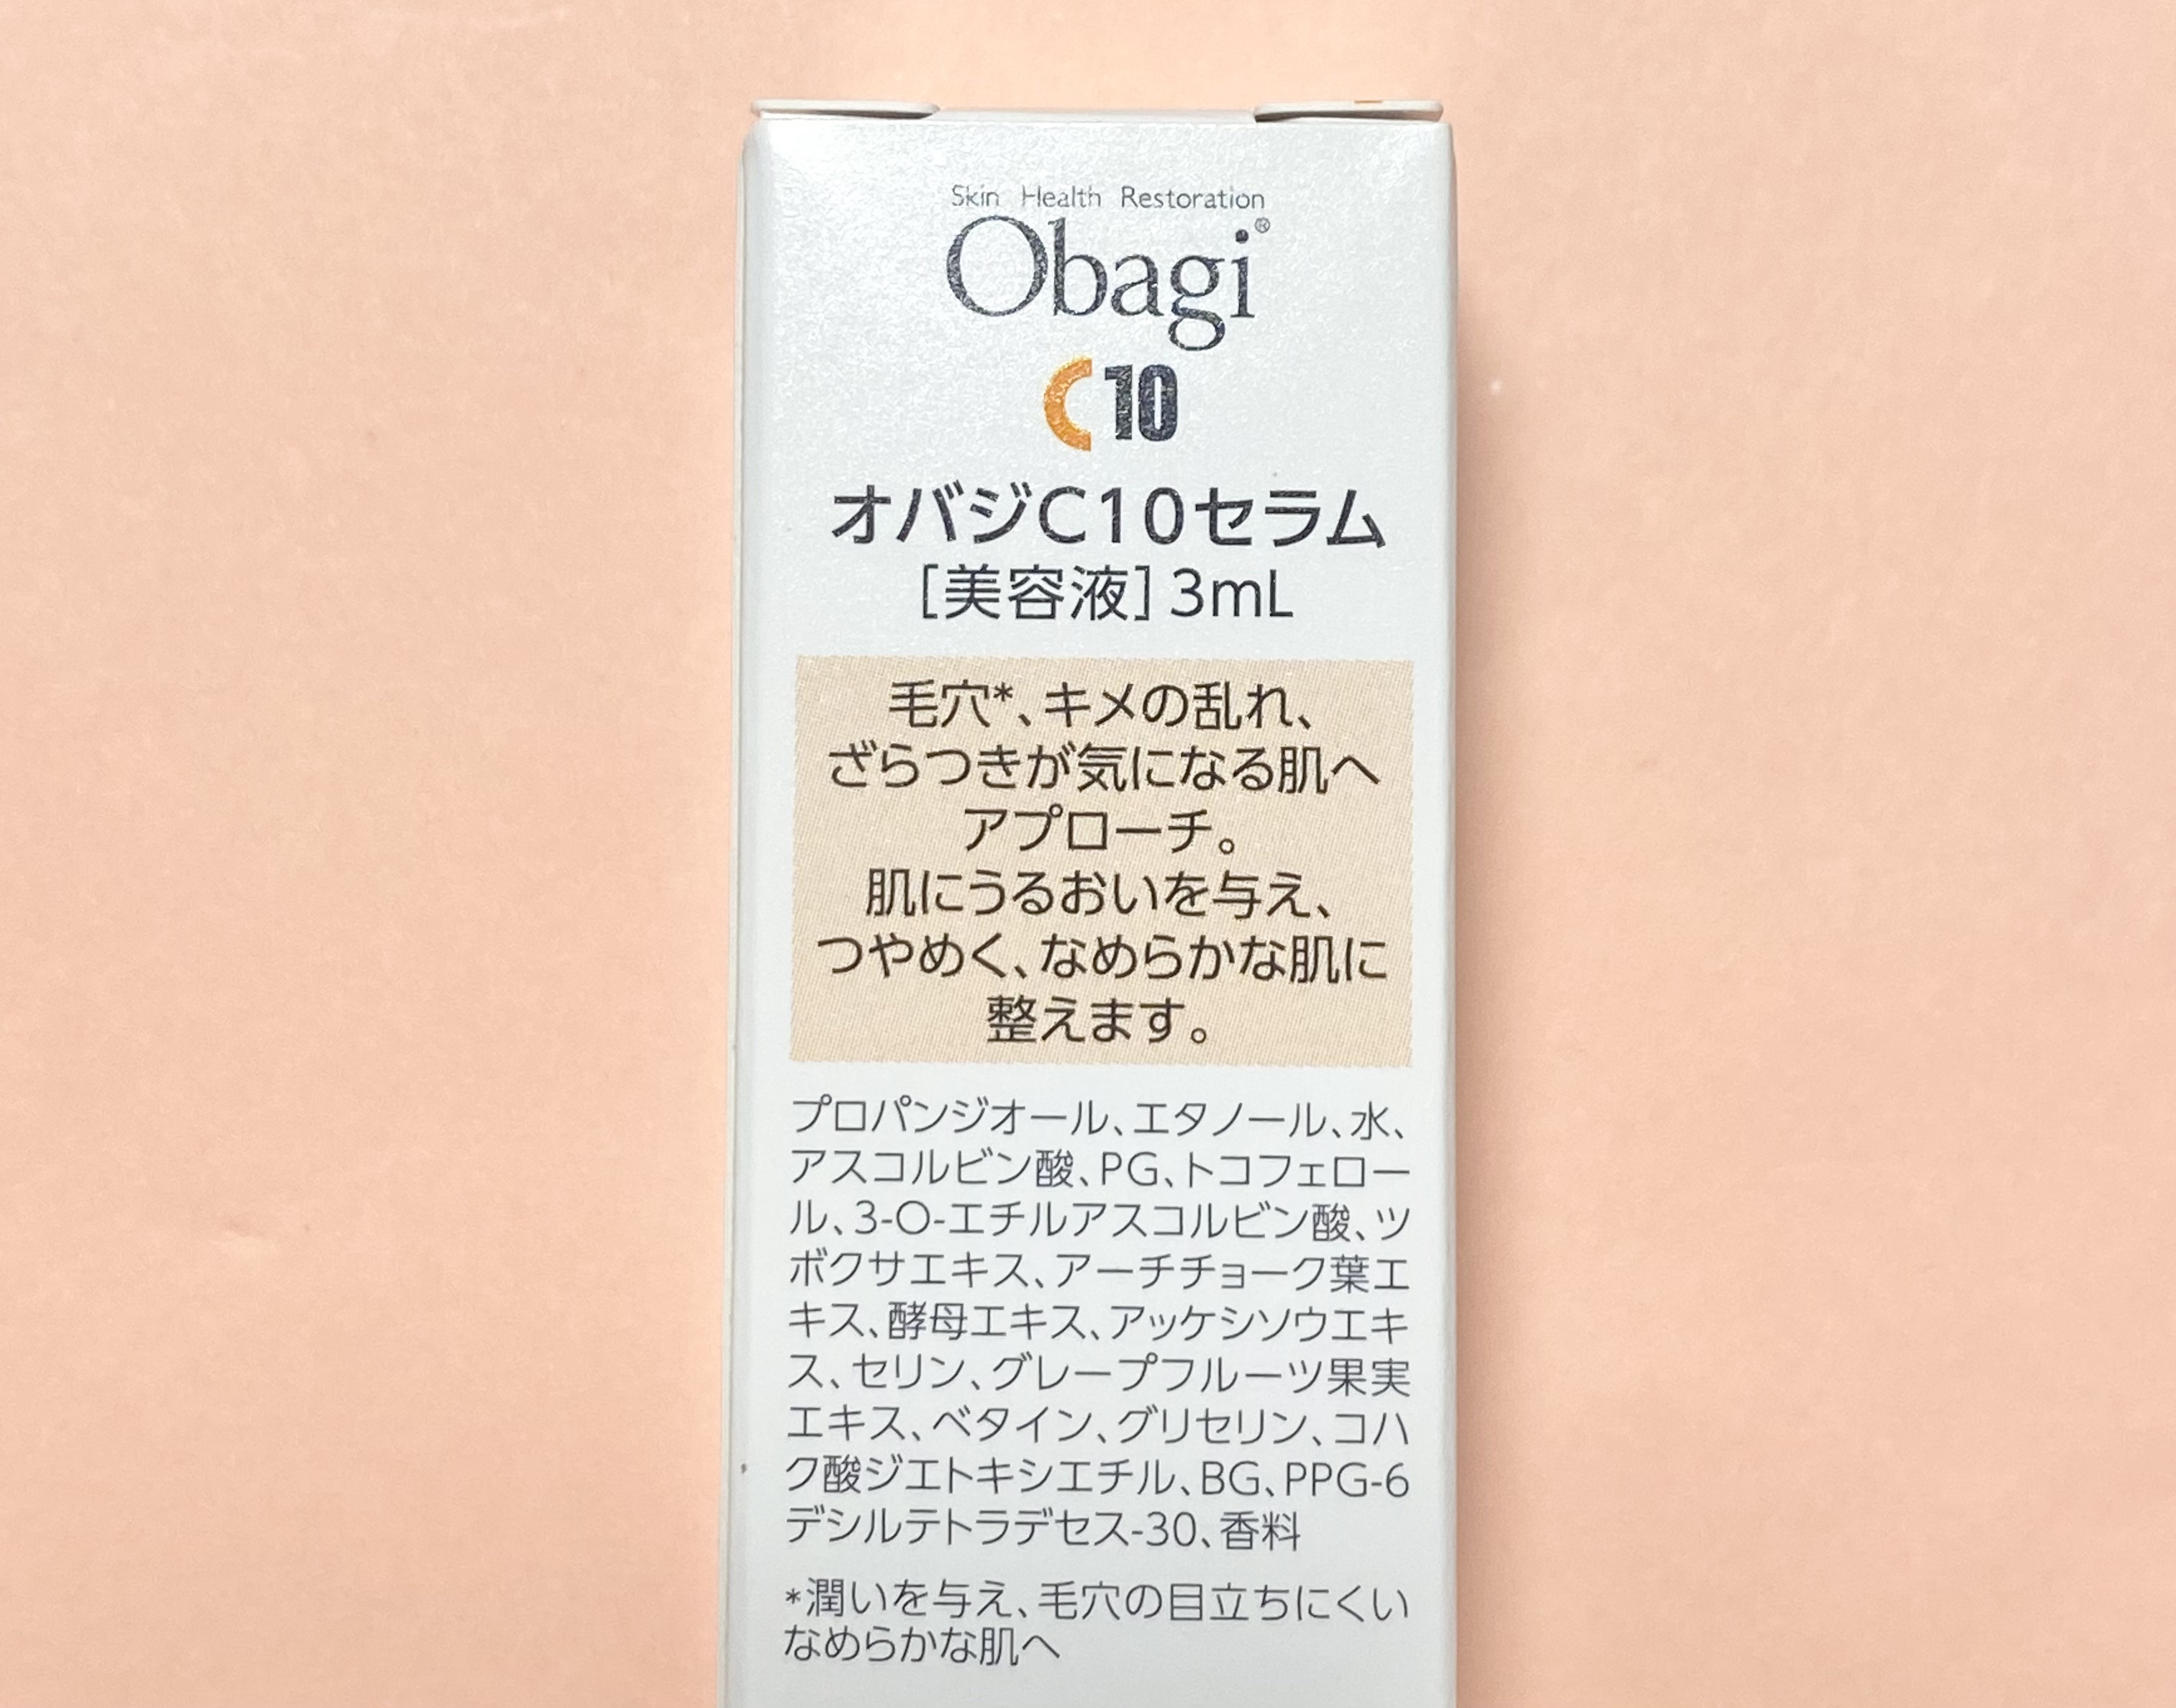 Skin Health Restoration
Obagi®
C10
オバジC10セラム
[美容液]3mL
毛穴*、キメの乱れ、
ざらつきが気になる肌へ
アプローチ。
肌にうるおいを与え、
つやめく、なめらかな肌に
整えます。
プロパンジオール、エタノール、水、
アスコルビン酸、PG、トコフェロー
ル、3-O-エチルアスコルビン酸、ツ
ボクサエキス、アーチチョーク葉エ
キス、酵母エキス、アッケシソウエキ
ス、セリン、グレープフルーツ果実
エキス、ベタイン、グリセリン、コハ
ク酸ジエトキシエチル、BG、PPG-6
デシルテトラデセス-30、香料
*潤いを与え、毛穴の目立ちにくい
なめらかな肌へ